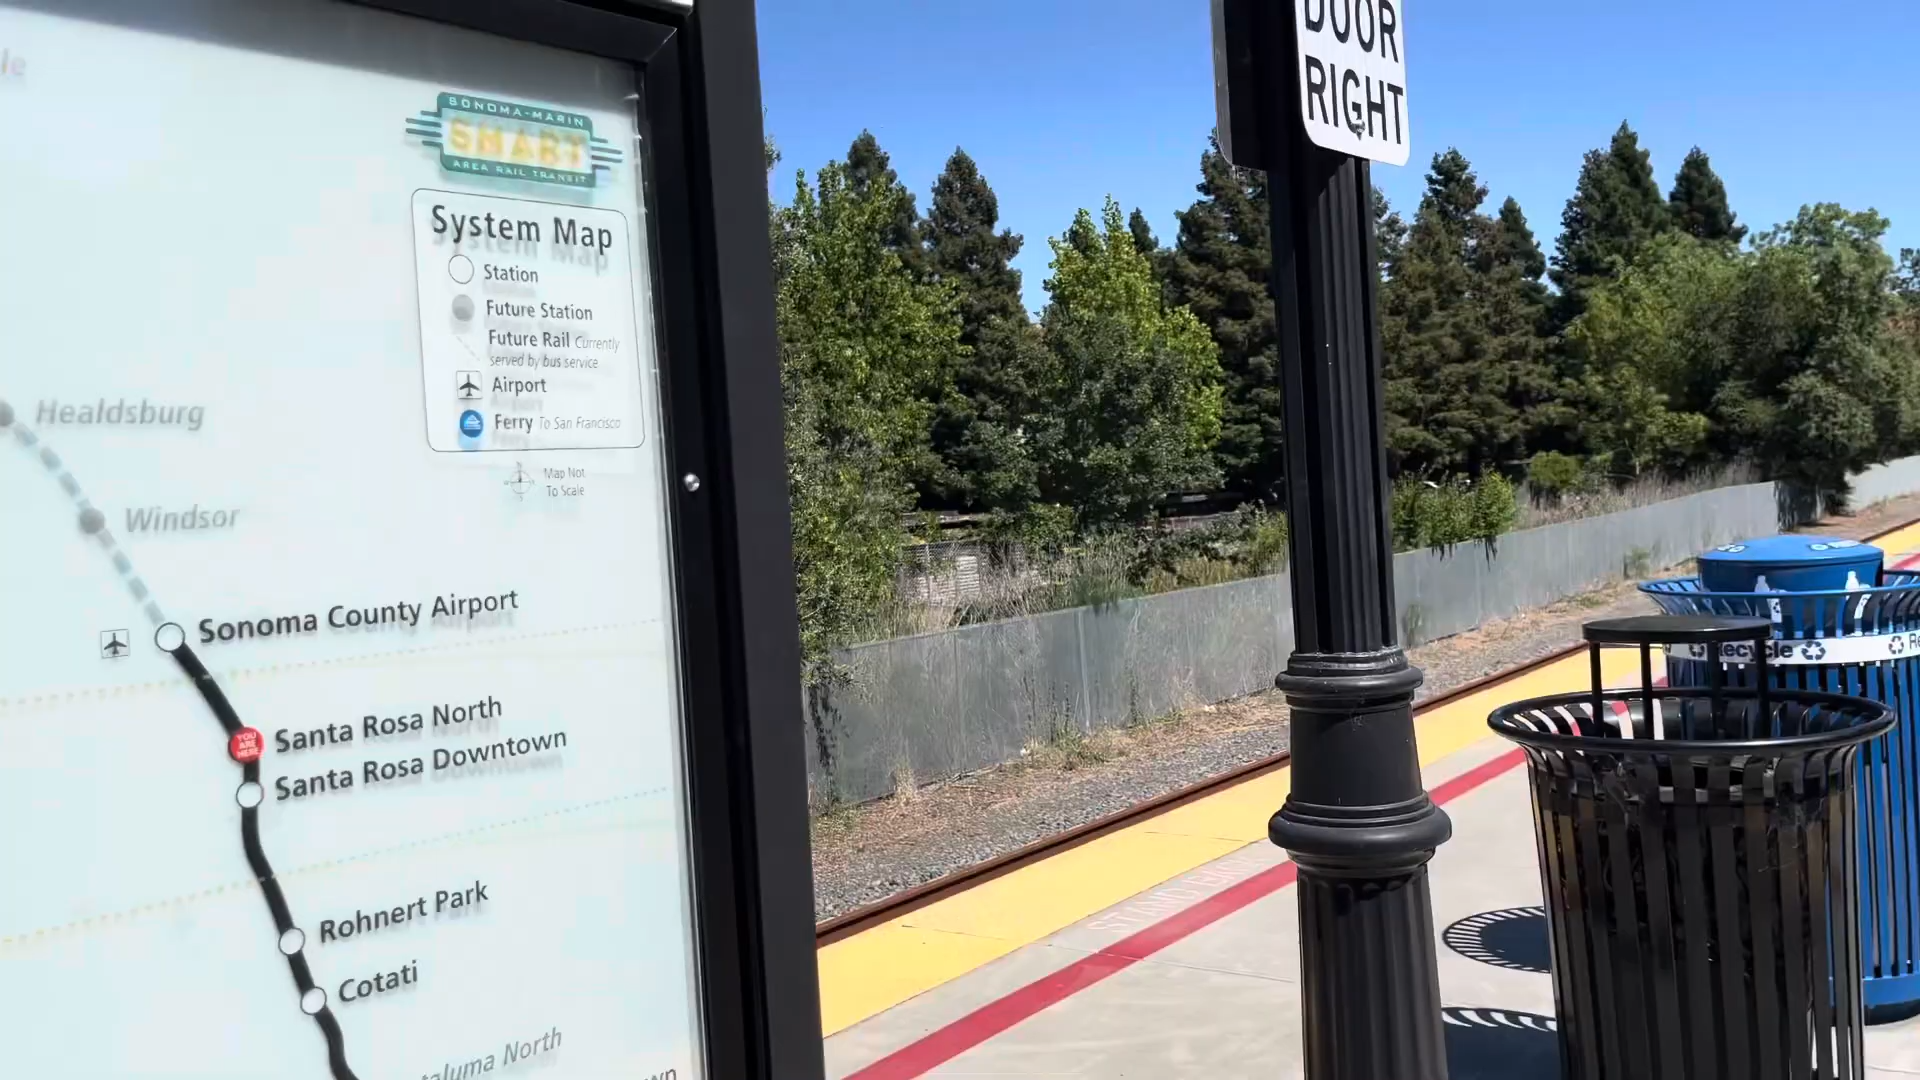 SONOMA-MARIN
SMART
AREA RAIL TRANSIT
System Map
Station
Future Station
Future Rail Currently
served by bus service
Airport
Ferry To San Francisco
N
S
Map Not
To Scale
Healdsburg
Windsor
Sonoma County Airport
YOU
ARE
HERE
Santa Rosa North
Santa Rosa Downtown
Rohnert Park
Cotati
North
DOOR
RIGHT
Recycle